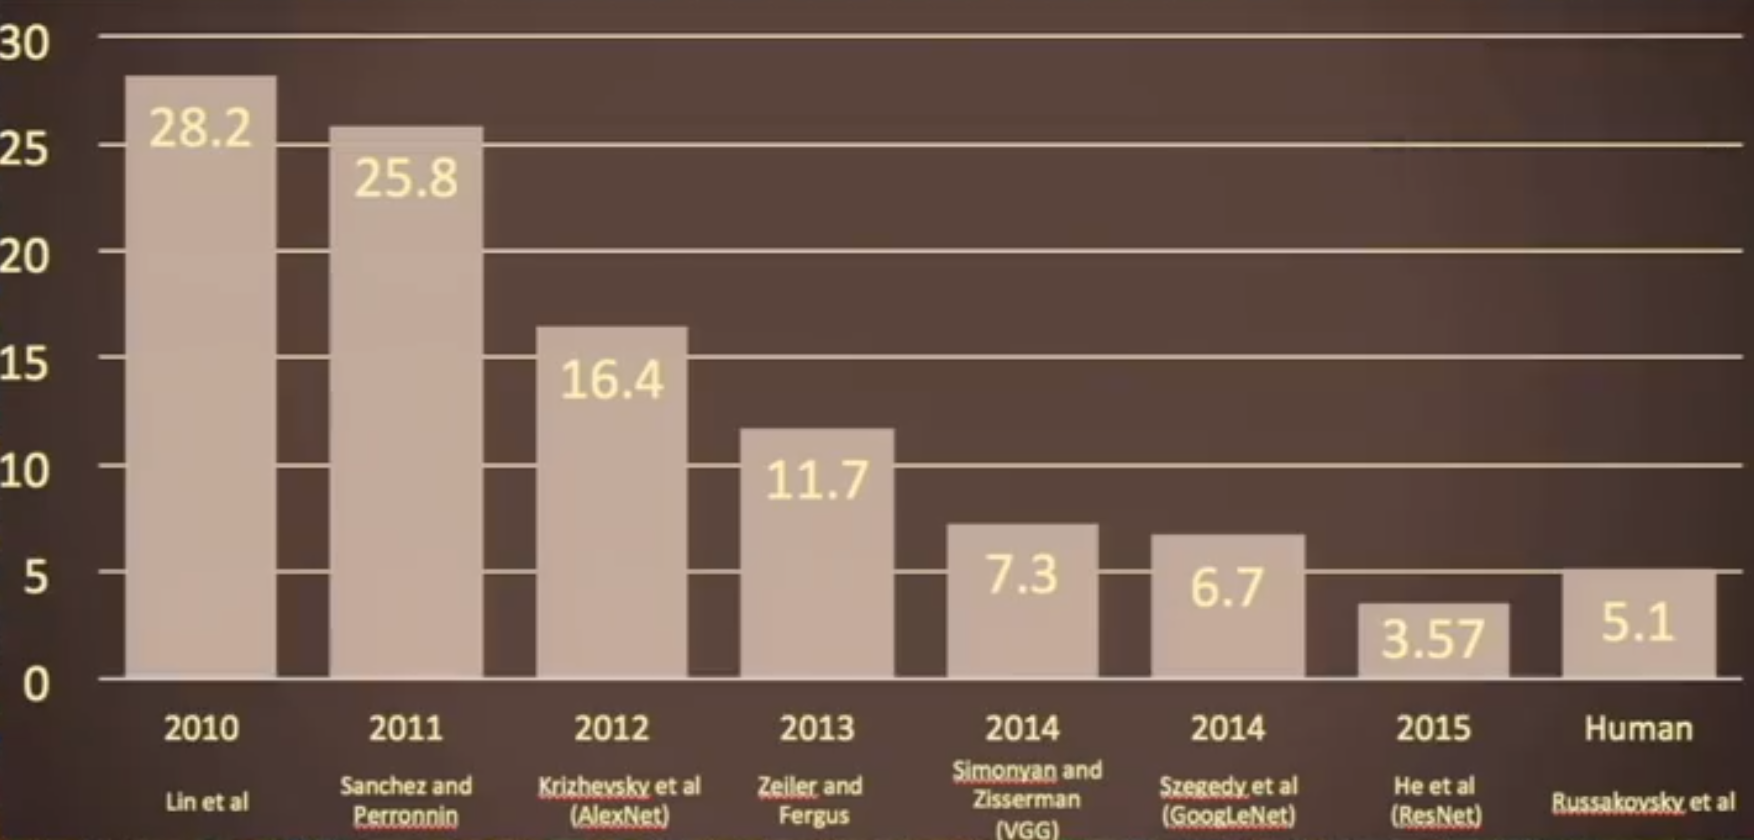 30
28.2
25
25.8
20
15
16.4
10
11.7
5
7.3
6.7
3.57
5.1
0
2010
2011
2012
2013
2014
2014
2015
Human
Lin et al
Sanchez and
Perronnin
Krizhevsky et al
(AlexNet)
Zeiler and
Fergus
Simonyan and
Zisserman
(VGG)
Szegedy et al
(GoogLeNet)
He et al
(ResNet)
Russakovsky et al